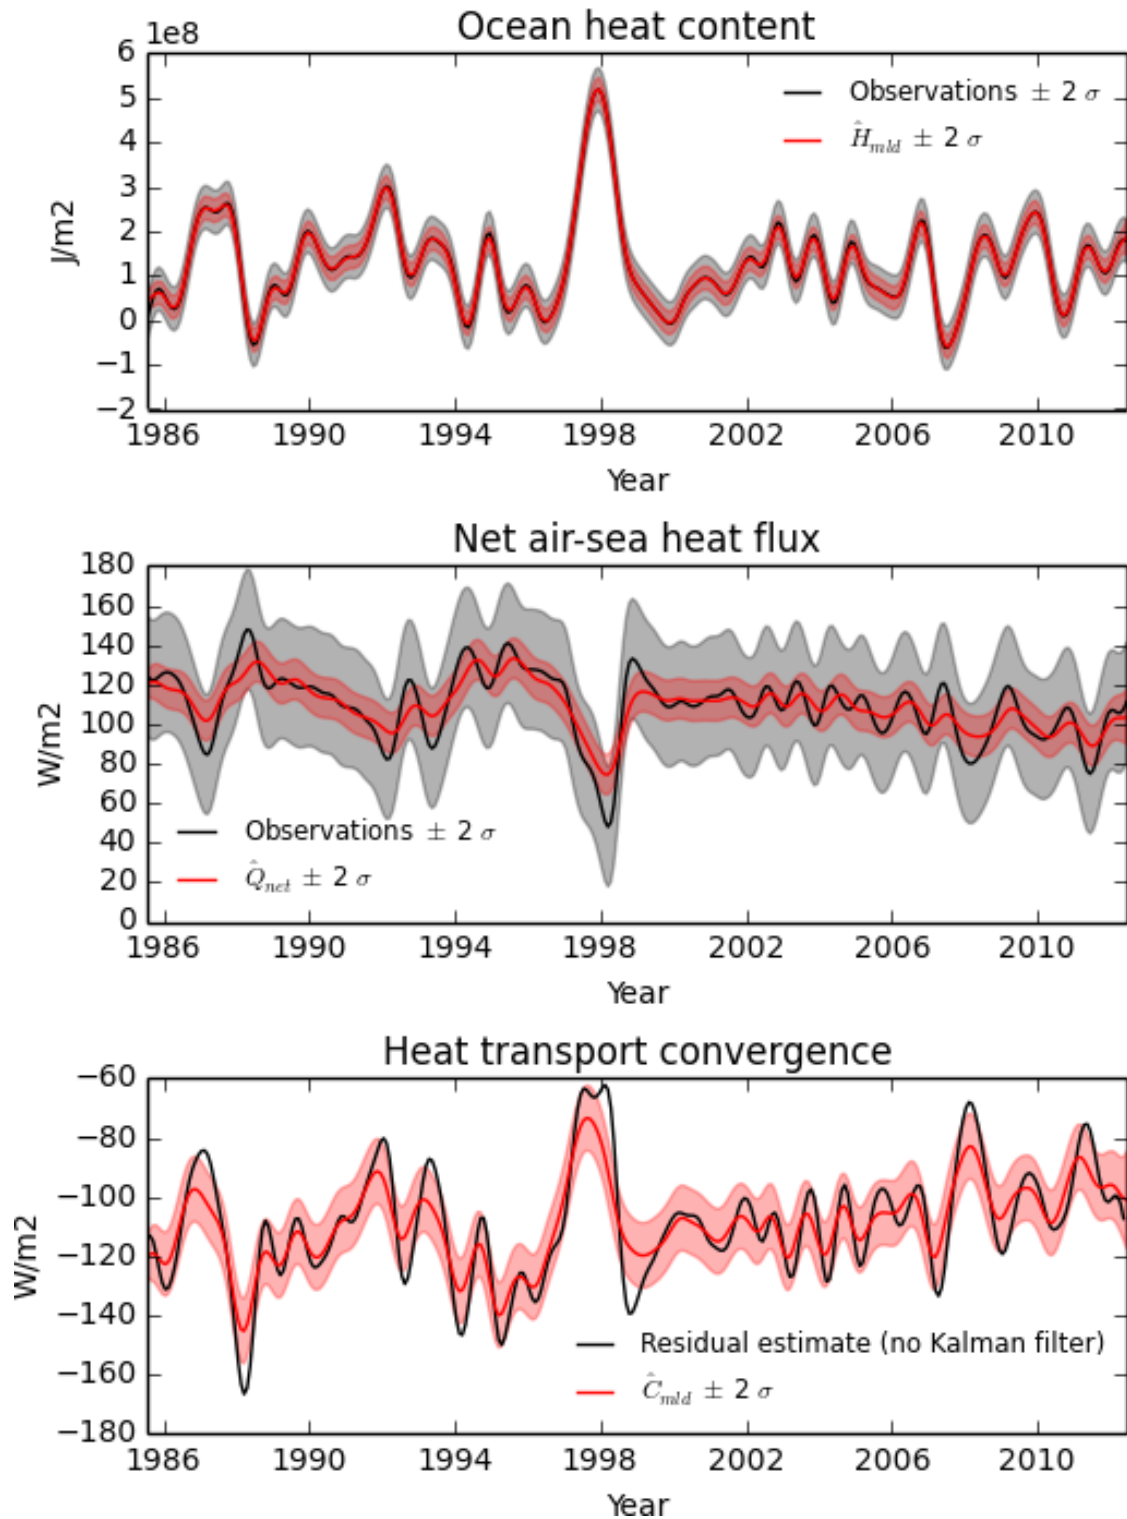 Ocean heat content
1e8
6
5
4
3
2
1
0
−1
−2
J/m2
Observations ± 2 σ
Ĥmld ± 2 σ
1986 1990 1994 1998 2002 2006 2010
Year
Net air-sea heat flux
180
160
140
120
100
80
60
40
20
0
W/m2
Observations ± 2 σ
Q̂net ± 2 σ
1986 1990 1994 1998 2002 2006 2010
Year
Heat transport convergence
−60
−80
−100
−120
−140
−160
−180
W/m2
Residual estimate (no Kalman filter)
Ĉmld ± 2 σ
1986 1990 1994 1998 2002 2006 2010
Year